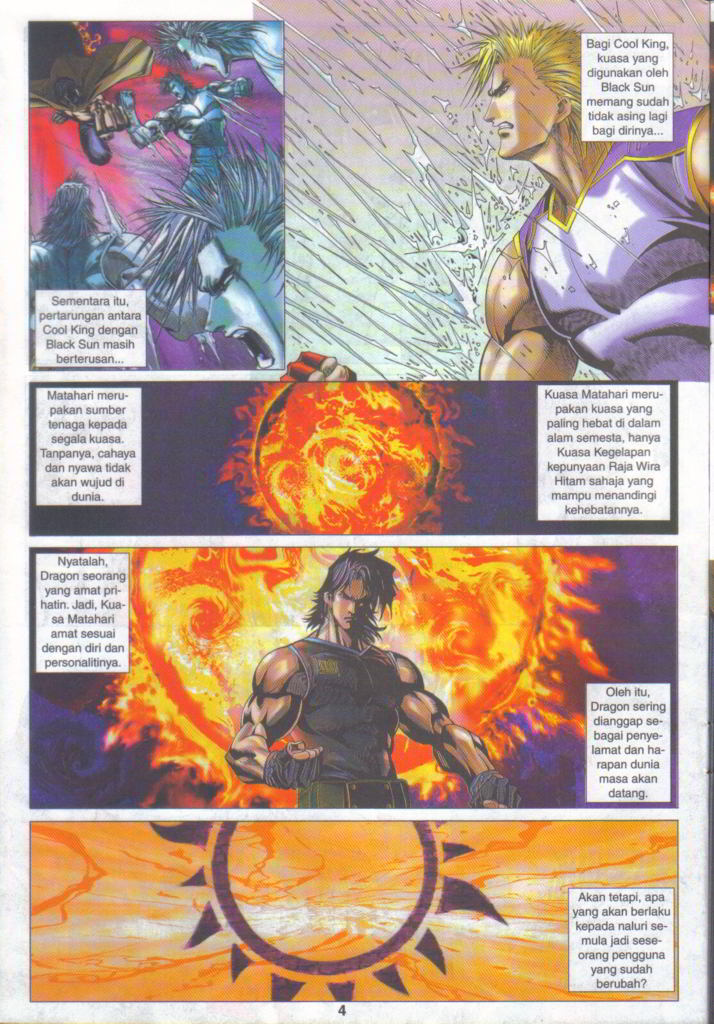 Sementara itu,
pertarungan antara
Cool King dengan
Black Sun masih
berterusan...
Bagi Cool King,
kuasa yang
digunakan oleh
Black Sun
memang sudah
tidak asing lagi
bagi dirinya...
Matahari meru-
pakan sumber
tenaga kepada
segala kuasa.
Tanpanya, cahaya
dan nyawa tidak
akan wujud di
dunia.
Kuasa Matahari meru-
pakan kuasa yang
paling hebat di dalam
alam semesta, hanya
Kuasa Kegelapan
kepunyaan Raja Wira
Hitam sahaja yang
mampu menandingi
kehebatannya.
Nyatalah,
Dragon seorang
yang amat pri-
hatin. Jadi, Kua-
sa Matahari
amat sesuai
dengan diri dan
personalitinya.
Oleh itu,
Dragon sering
dianggap se-
bagai penye-
lamat dan ha-
rapan dunia
masa akan
datang.
Akan tetapi, apa
yang akan berlaku
kepada naluri se-
mula jadi sese-
orang pengguna
yang sudah
berubah?
4